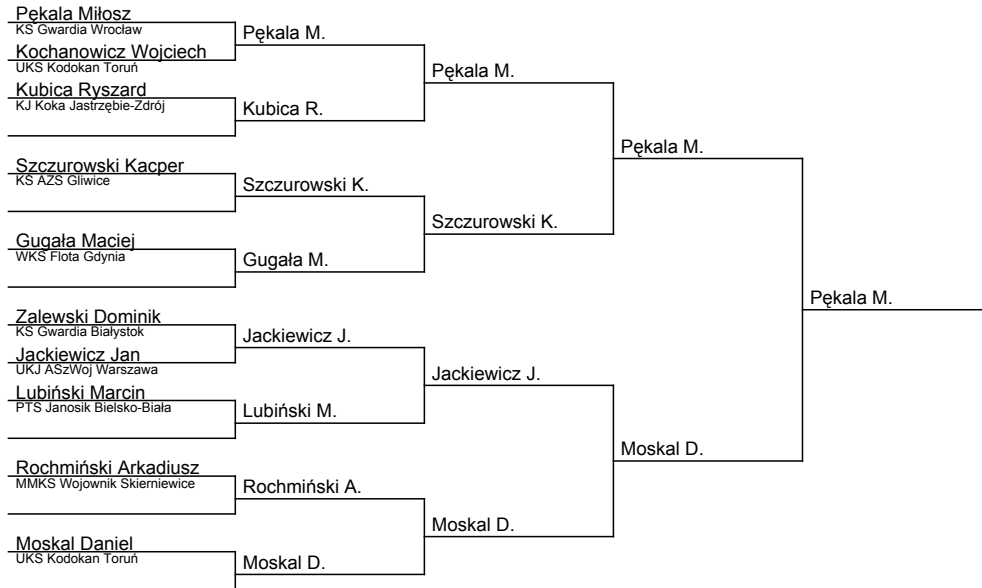 Pękala Miłosz
KS Gwardia Wrocław
Kochanowicz Wojciech
UKS Kodokan Toruń
Kubica Ryszard
KJ Koka Jastrzębie-Zdrój
Szczurowski Kacper
KS AZS Gliwice
Gugała Maciej
WKS Flota Gdynia
Zalewski Dominik
KS Gwardia Białystok
Jackiewicz Jan
UKJ ASzWoj Warszawa
Lubiński Marcin
PTS Janosik Bielsko-Biała
Rochmiński Arkadiusz
MMKS Wojownik Skierniewice
Moskal Daniel
UKS Kodokan Toruń
Pękala M.
Kubica R.
Szczurowski K.
Gugała M.
Jackiewicz J.
Lubiński M.
Rochmiński A.
Moskal D.
Pękala M.
Szczurowski K.
Jackiewicz J.
Moskal D.
Pękala M.
Moskal D.
Pękala M.